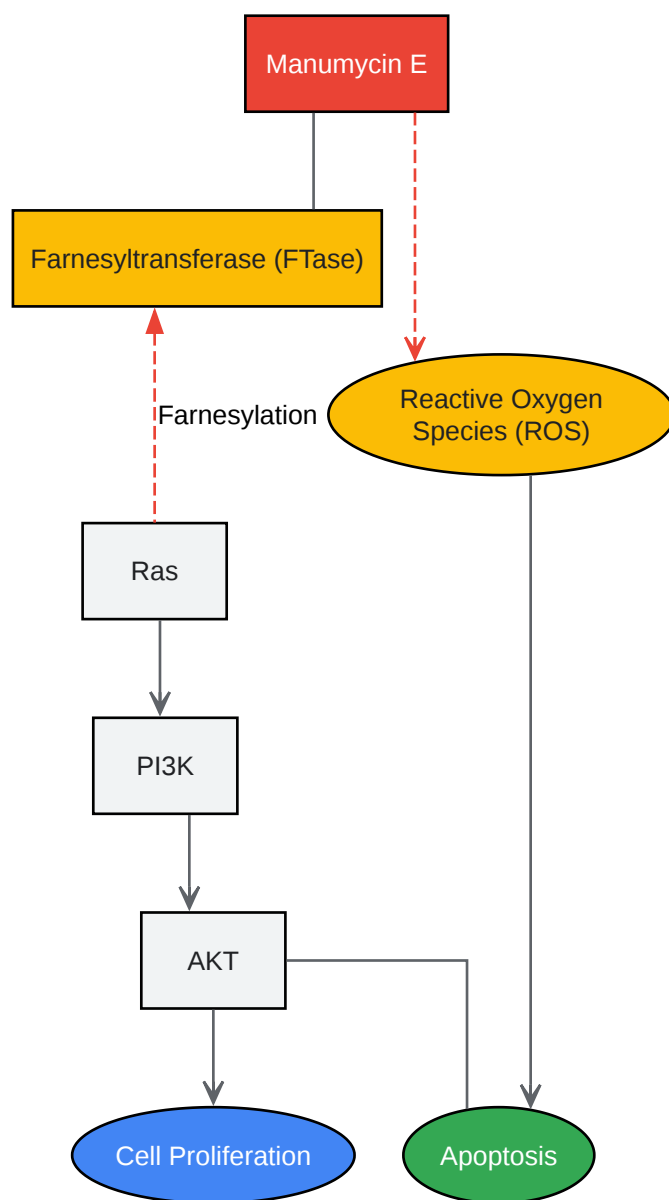 Manumycin E
Farnesyltransferase (FTase)
Reactive Oxygen
Species (ROS)
Farnesylation
Ras
PI3K
AKT
Cell Proliferation
Apoptosis